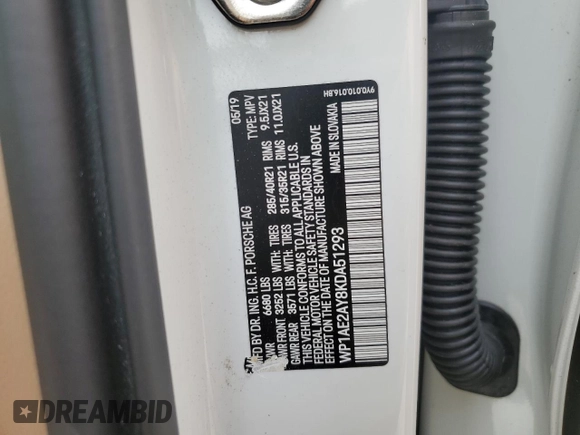 MFD BY DR. ING. H.C. F. PORSCHE AG 05/19
GVWR 6680 LBS TYPE: MPV
GAWR FRONT 3252 LBS WITH: TIRES 285/40R21 RIMS 9.5JX21
GAWR REAR 3571 LBS WITH: TIRES 315/35R21 RIMS 11.0JX21
THIS VEHICLE CONFORMS TO ALL APPLICABLE U.S.
FEDERAL MOTOR VEHICLE SAFETY STANDARDS IN
EFFECT ON THE DATE OF MANUFACTURE SHOWN ABOVE
WP1AE2AY8KDA51293 MADE IN SLOVAKIA
9Y0.010.016.BH
DREAMBID